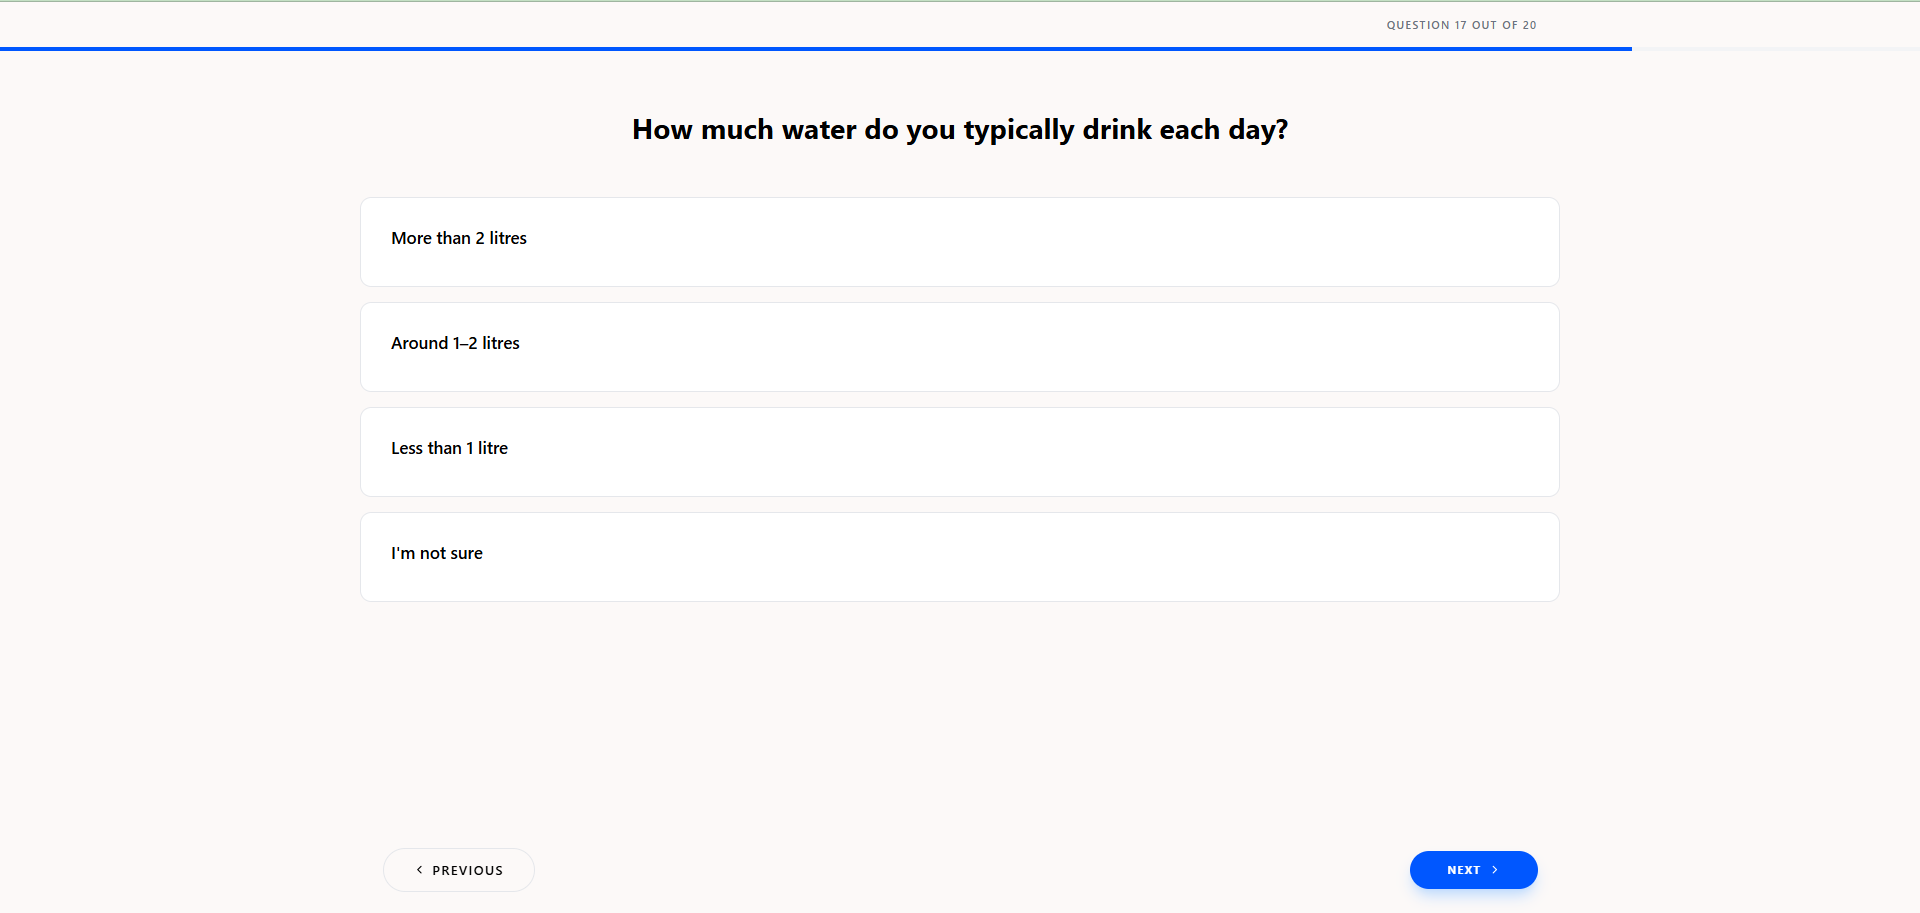 QUESTION 17 OUT OF 20
How much water do you typically drink each day?
More than 2 litres
Around 1–2 litres
Less than 1 litre
I'm not sure
PREVIOUS
NEXT